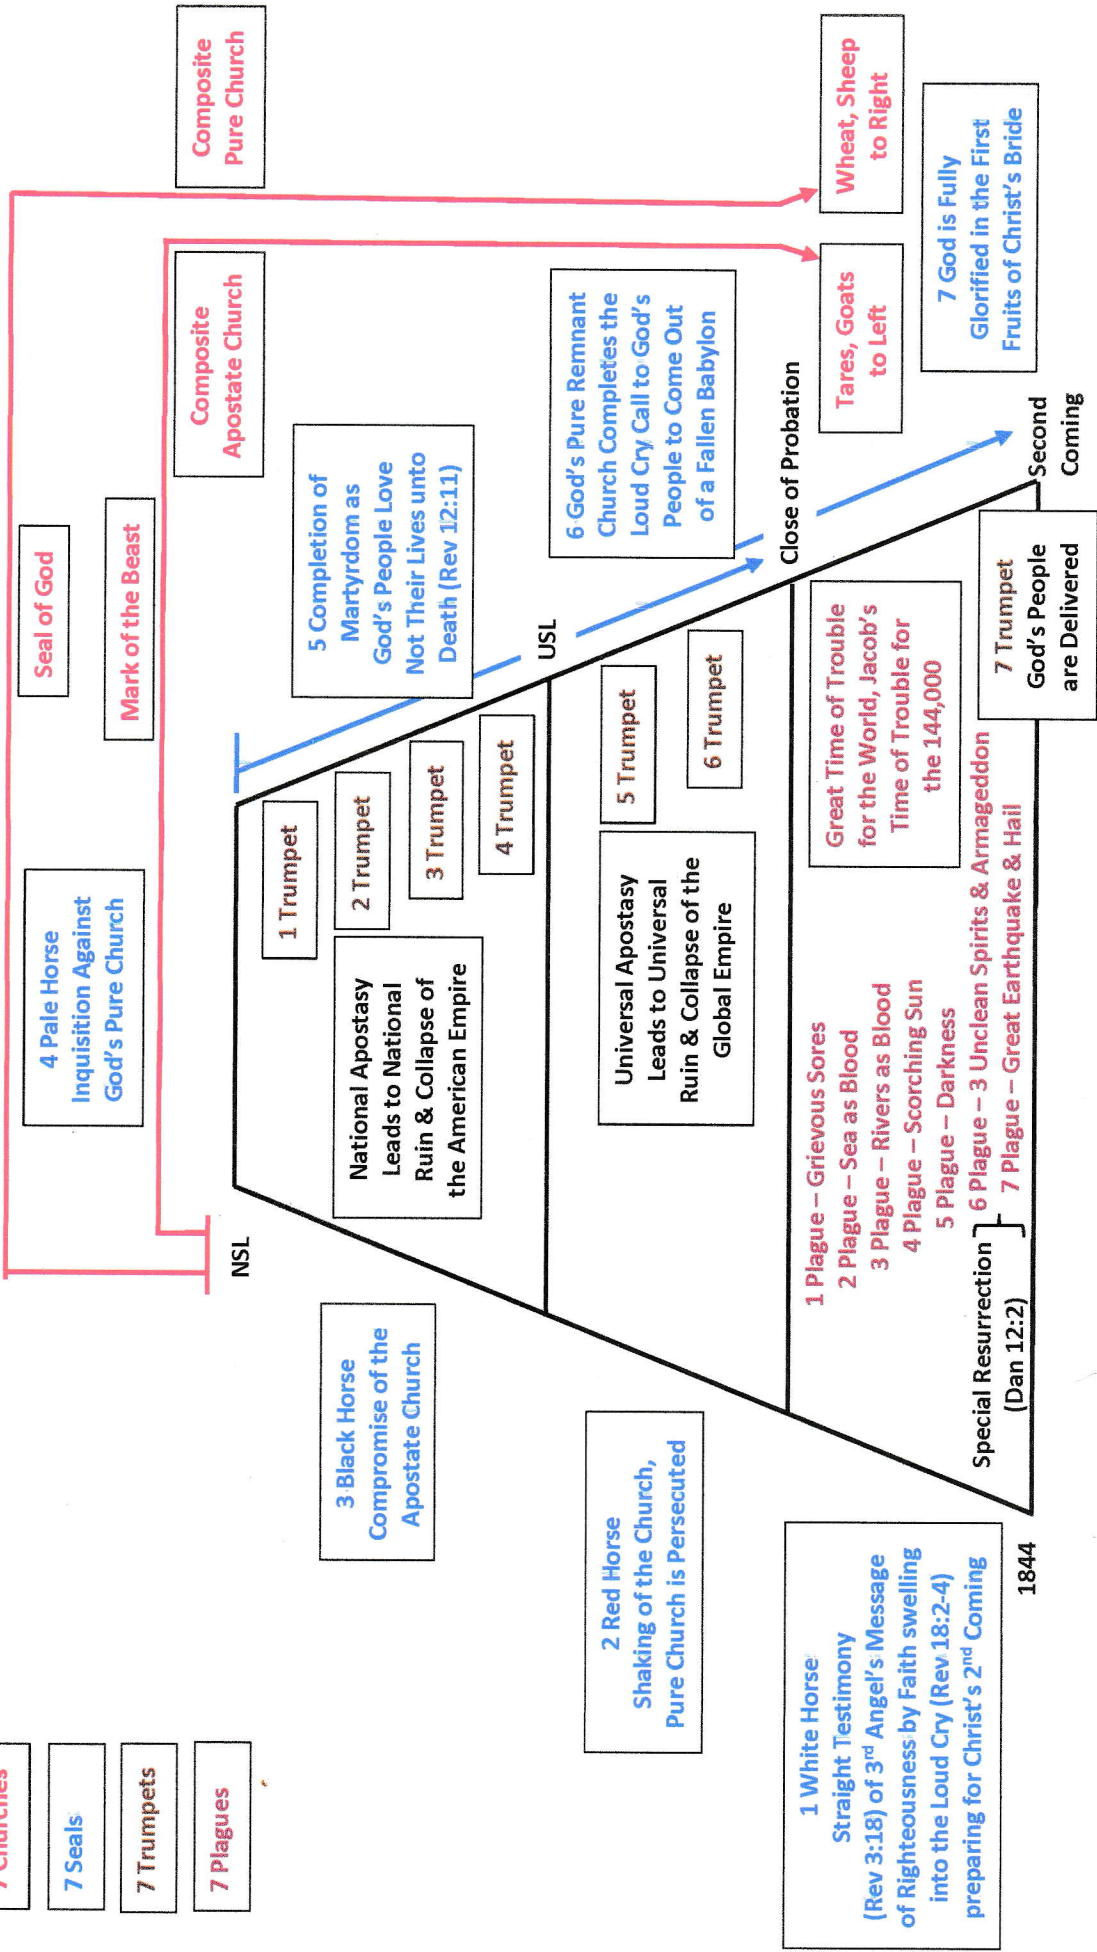 7 Churches
7 Seals
7 Trumpets
7 Plagues
Seal of God
Mark of the Beast
4 Pale Horse
Inquisition Against
God's Pure Church
Composite
Pure Church
Composite
Apostate Church
NSL
3 Black Horse
Compromise of the
Apostate Church
1 Trumpet
2 Trumpet
3 Trumpet
4 Trumpet
National Apostasy
Leads to National
Ruin & Collapse of
the American Empire
5 Completion of
Martyrdom as
God's People Love
Not Their Lives unto
Death (Rev 12:11)
USL
2 Red Horse
Shaking of the Church,
Pure Church is Persecuted
Universal Apostasy
Leads to Universal
Ruin & Collapse of the
Global Empire
5 Trumpet
6 Trumpet
6 God's Pure Remnant
Church Completes the
Loud Cry Call to God's
People to Come Out
of a Fallen Babylon
Close of Probation
Tares, Goats
to Left
Wheat, Sheep
to Right
1 White Horse
Straight Testimony
(Rev 3:18) of 3rd Angel's Message
of Righteousness by Faith swelling
into the Loud Cry (Rev 18:2-4)
preparing for Christ's 2nd Coming
1 Plague – Grievous Sores
2 Plague – Sea as Blood
3 Plague – Rivers as Blood
4 Plague – Scorching Sun
5 Plague – Darkness
6 Plague – 3 Unclean Spirits & Armageddon
7 Plague – Great Earthquake & Hail
Special Resurrection
(Dan 12:2)
Great Time of Trouble
for the World, Jacob's
Time of Trouble for
the 144,000
7 Trumpet
God's People
are Delivered
7 God is Fully
Glorified in the First
Fruits of Christ's Bride
1844
Second
Coming